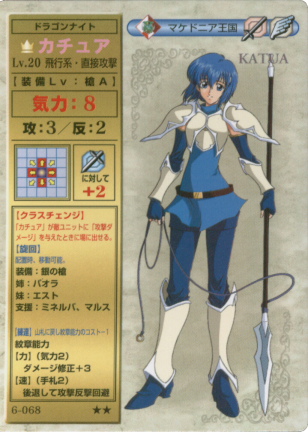 ドラゴンナイト
カチュア
Lv.20 飛行系・直接攻撃
【装備Lv:槍A】
気力:8
攻:3/反:2
に対して
+2
【クラスチェンジ】
「カチュア」が敵ユニットに「攻撃ダ
メージ」を与えたときに場に出せる。
【旋回】
配置時、移動可能。
装備:銀の槍
姉:パオラ
妹:エスト
支援:ミネルバ、マルス
紋章能力
【力】(気力2)
ダメージ修正+3
【速】(手札2)
後退して攻撃反撃回避
6-068
★★
マケドニア王国
KATUA